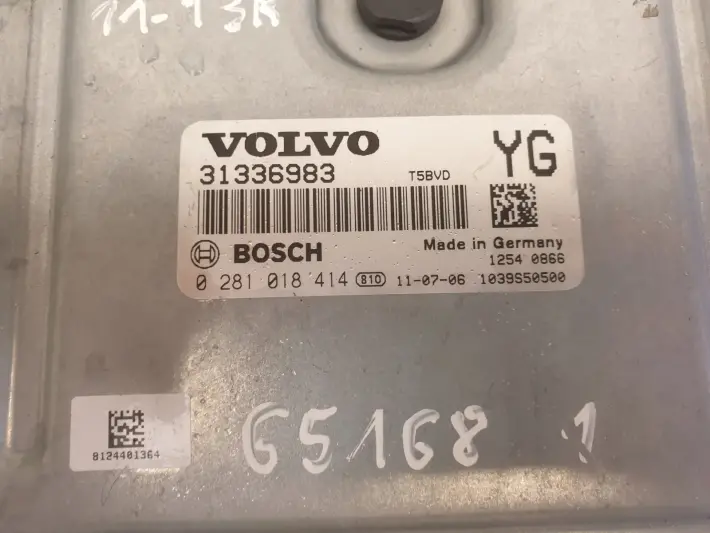 11-13R
VOLVO
YG
31336983 T5BVD
BOSCH
Made in Germany
1254 0866
0 281 018 414 810 11-07-06 1039S50500
65168 1
8124401364